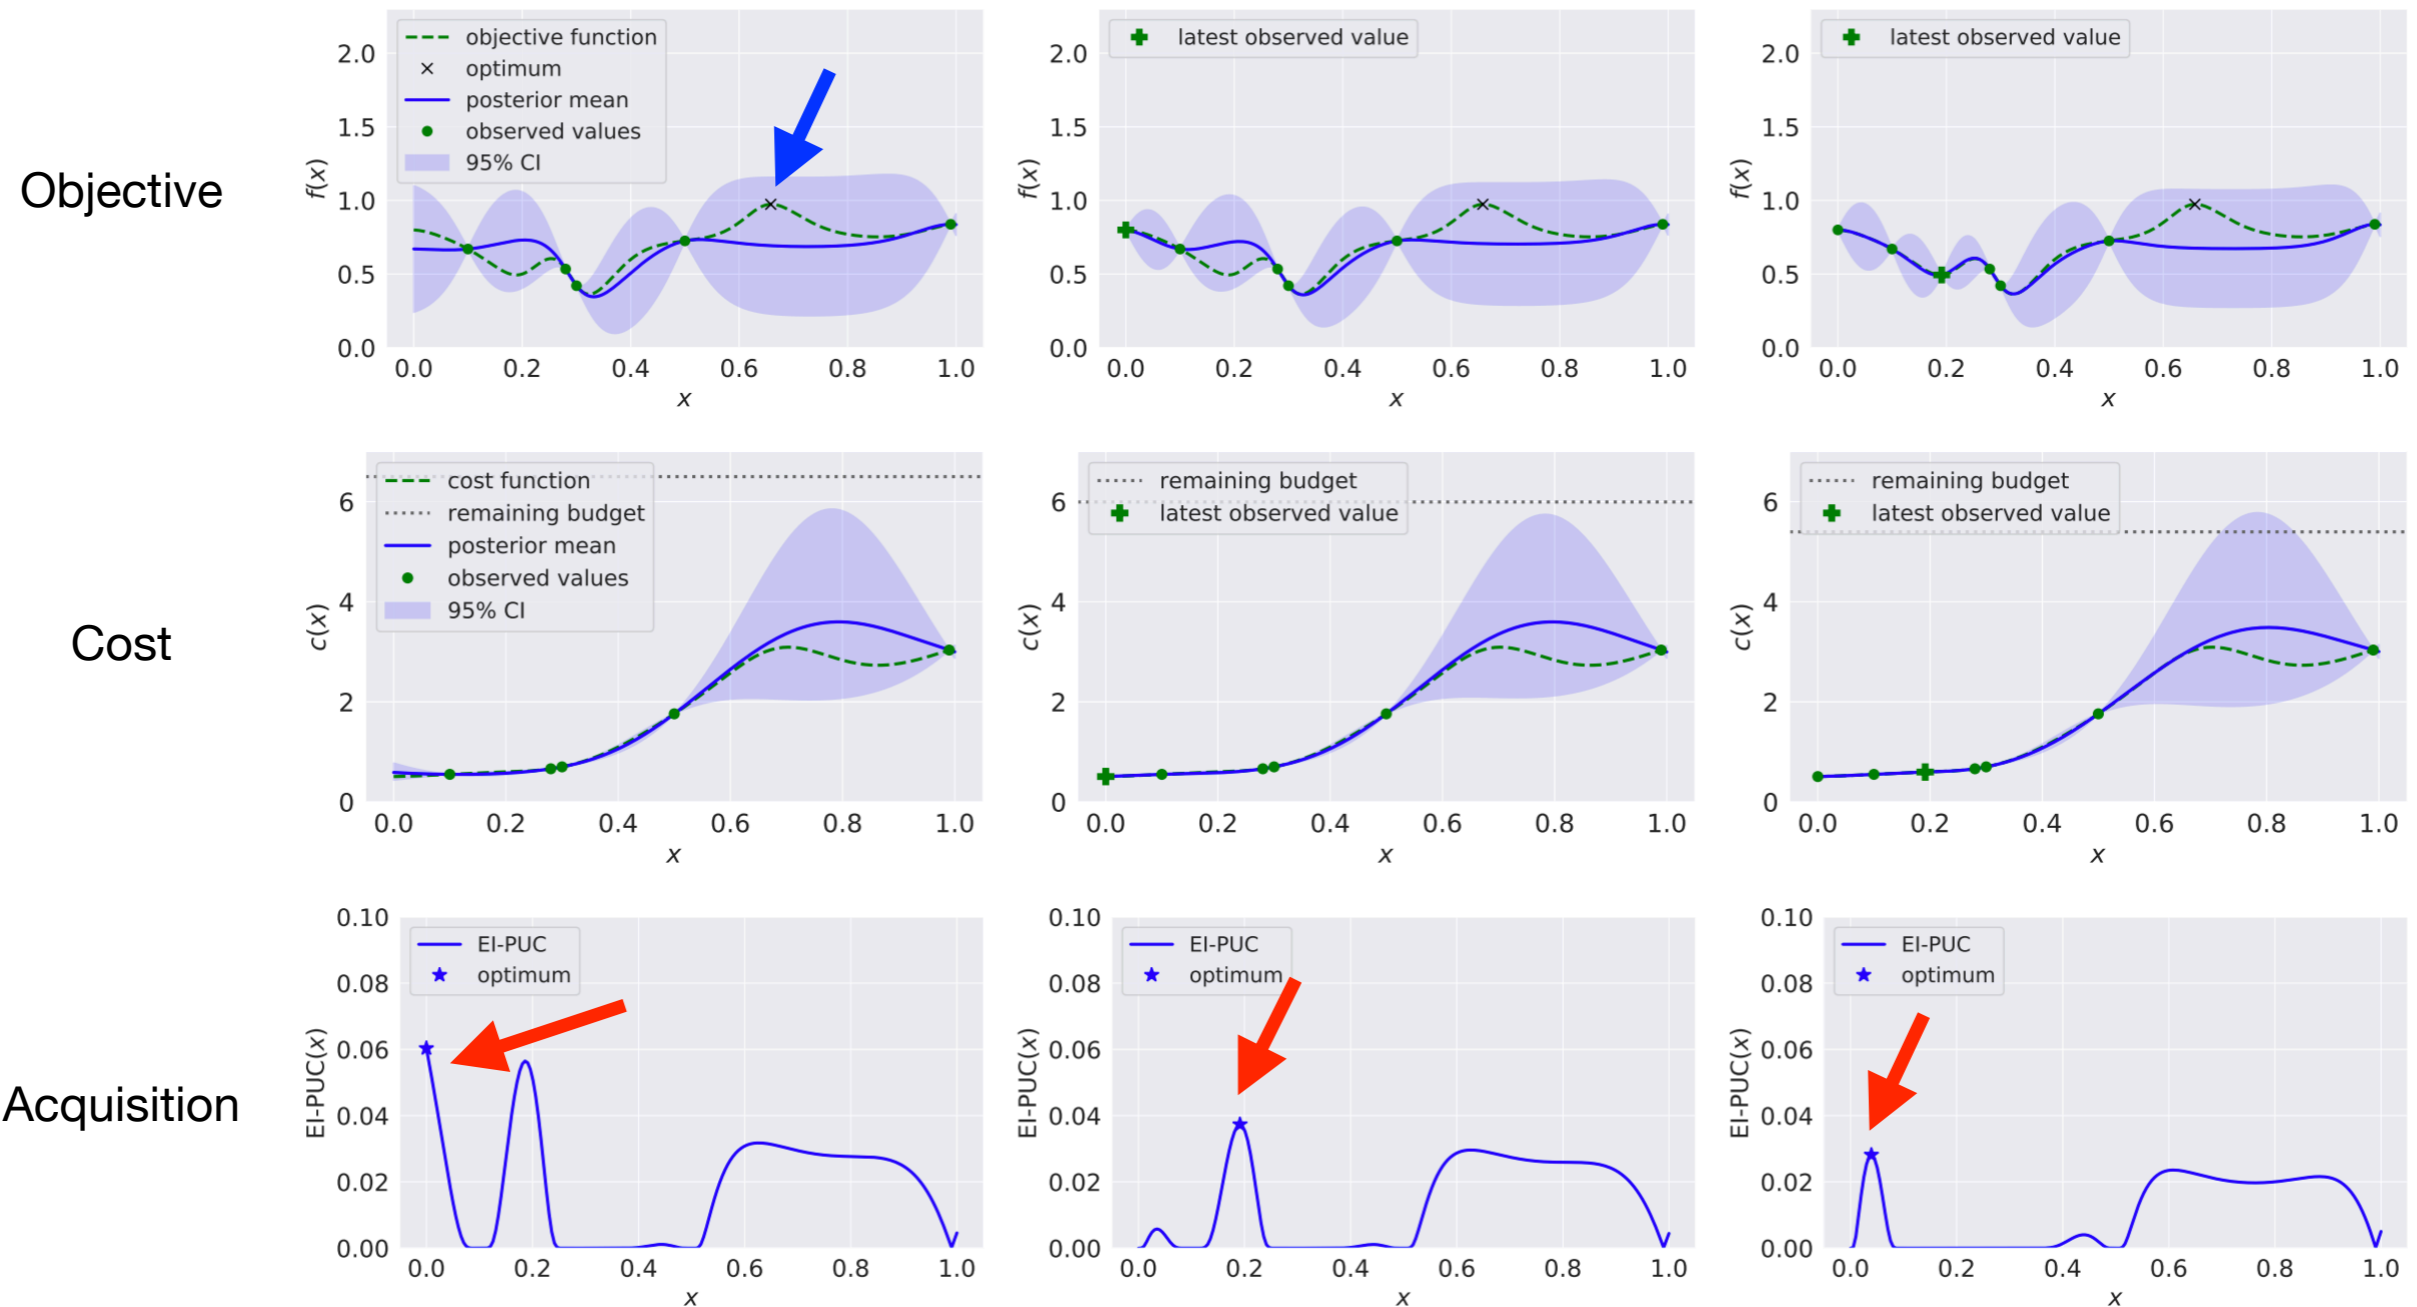 Objective
objective function
optimum
posterior mean
observed values
95% CI
f(x)
2.0
1.5
1.0
0.5
0.0
0.0 0.2 0.4 0.6 0.8 1.0
x
latest observed value
f(x)
2.0
1.5
1.0
0.5
0.0
0.0 0.2 0.4 0.6 0.8 1.0
x
latest observed value
f(x)
2.0
1.5
1.0
0.5
0.0
0.0 0.2 0.4 0.6 0.8 1.0
x
Cost
cost function
remaining budget
posterior mean
observed values
95% CI
c(x)
6
4
2
0
0.0 0.2 0.4 0.6 0.8 1.0
x
remaining budget
latest observed value
c(x)
6
4
2
0
0.0 0.2 0.4 0.6 0.8 1.0
x
remaining budget
latest observed value
c(x)
6
4
2
0
0.0 0.2 0.4 0.6 0.8 1.0
x
Acquisition
EI-PUC
optimum
EI-PUC(x)
0.10
0.08
0.06
0.04
0.02
0.00
0.0 0.2 0.4 0.6 0.8 1.0
x
EI-PUC
optimum
EI-PUC(x)
0.10
0.08
0.06
0.04
0.02
0.00
0.0 0.2 0.4 0.6 0.8 1.0
x
EI-PUC
optimum
EI-PUC(x)
0.10
0.08
0.06
0.04
0.02
0.00
0.0 0.2 0.4 0.6 0.8 1.0
x